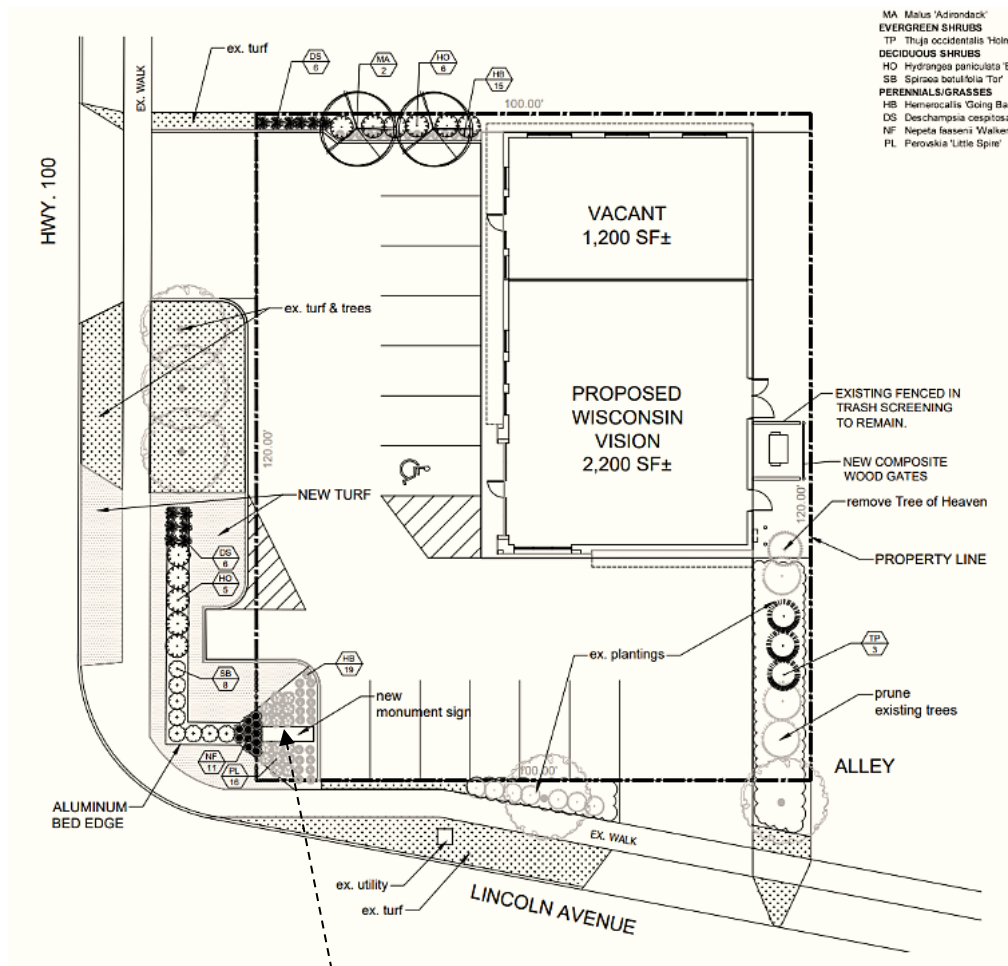 MA Malus 'Adirondack'
EVERGREEN SHRUBS
TP Thuja occidentalis 'Holm
DECIDUOUS SHRUBS
HO Hydrangea paniculata 'B
SB Spiraea betulifolia 'Tor'
PERENNIALS/GRASSES
HB Hemerocallis 'Going Ba
DS Deschampsia cespitosa
NF Nepeta faasenii 'Walker
PL Perovskia 'Little Spire'
ex. turf
EX. WALK
DS
6
MA
2
HO
6
HB
15
100.00'
HWY. 100
VACANT
1,200 SF±
ex. turf & trees
PROPOSED
WISCONSIN
VISION
2,200 SF±
120.00'
EXISTING FENCED IN
TRASH SCREENING
TO REMAIN.
NEW COMPOSITE
WOOD GATES
120.00'
NEW TURF
remove Tree of Heaven
PROPERTY LINE
DS
6
HO
5
SB
8
HB
19
new
monument sign
ex. plantings
TP
3
prune
existing trees
NF
11
PL
16
100.00'
ALLEY
ALUMINUM
BED EDGE
EX. WALK
ex. utility
ex. turf
LINCOLN AVENUE